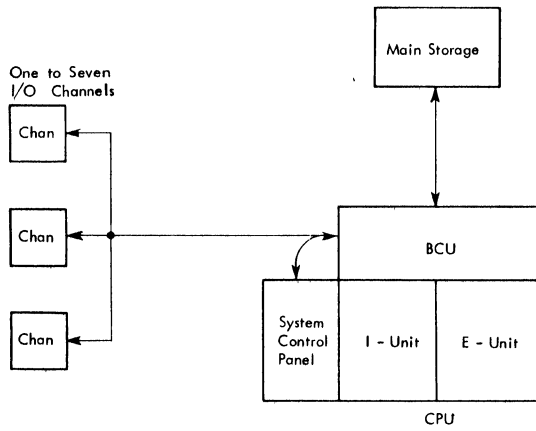 Main Storage
One to Seven
I/O Channels
Chan
Chan
BCU
Chan
System
Control
Panel
I - Unit
E - Unit
CPU